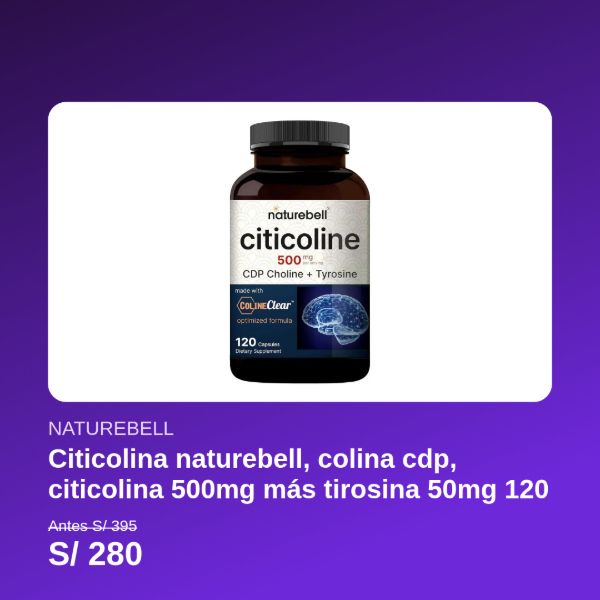 naturebell
citicoline
500 mg
CDP Choline + Tyrosine
made with
COLINEClear
optimized formula
120 Capsules
Dietary Supplement
NATUREBELL
Citicolina naturebell, colina cdp,
citicolina 500mg más tirosina 50mg 120
Antes S/ 395
S/ 280